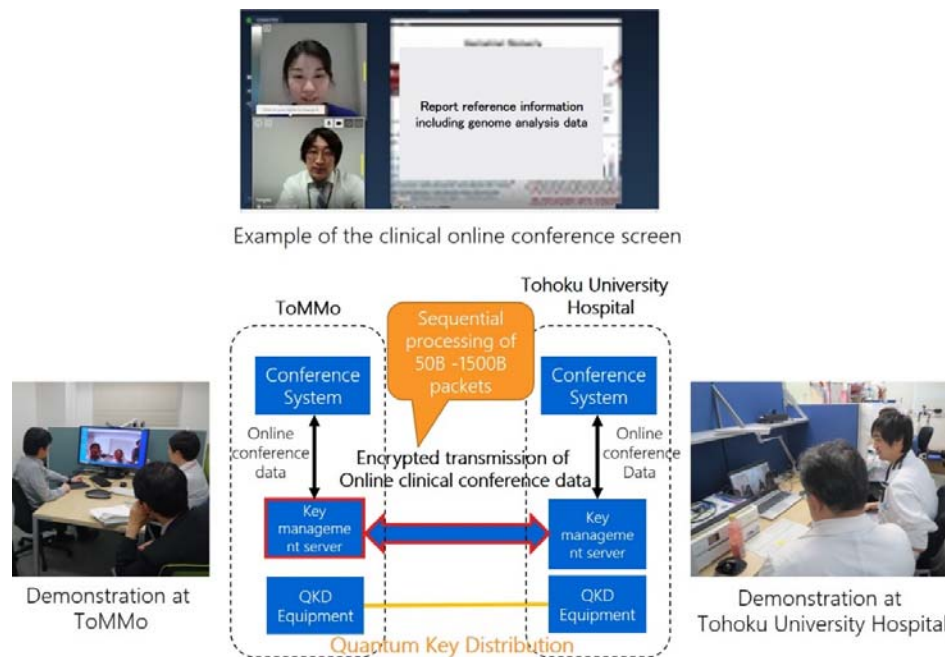 Report reference information
including genome analysis data
Example of the clinical online conference screen
ToMMo
Tohoku University
Hospital
Sequential
processing of
50B -1500B
packets
Conference
System
Conference
System
Online
conference
data
Online
conference
Data
Encrypted transmission of
Online clinical conference data
Key
manageme
nt server
Key
manageme
nt server
QKD
Equipment
QKD
Equipment
Quantum Key Distribution
Demonstration at
ToMMo
Demonstration at
Tohoku University Hospital